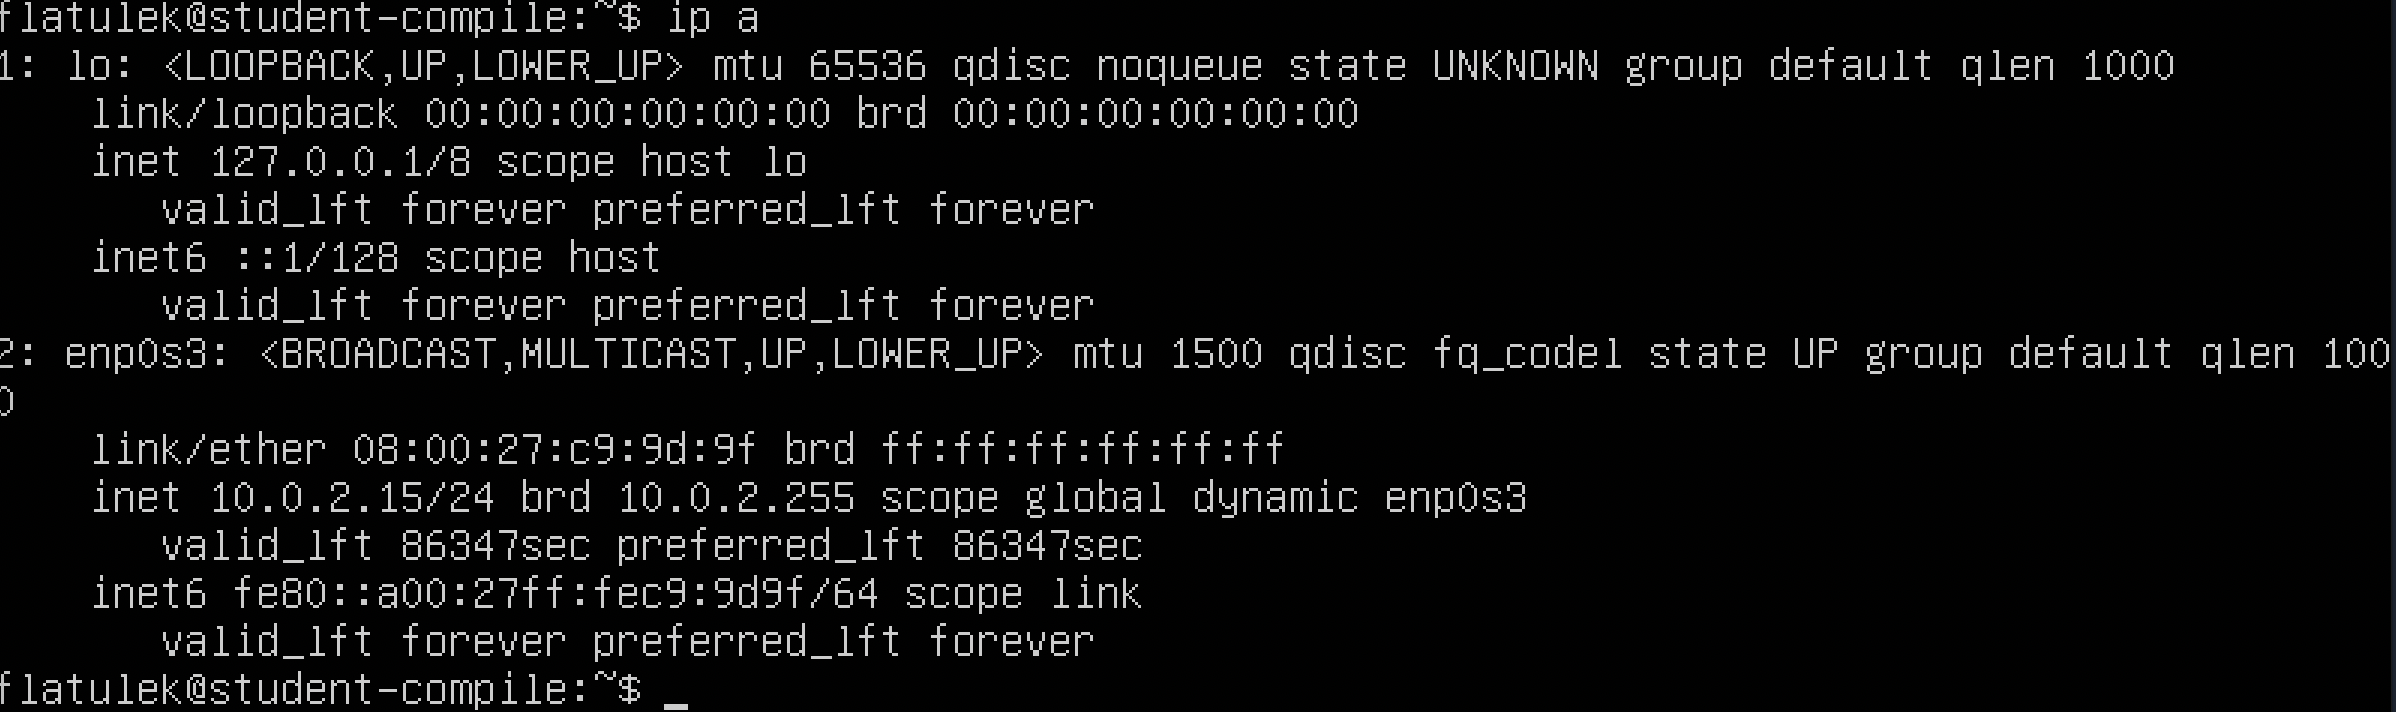 flatulek@student-compile:~$ ip a
1: lo: <LOOPBACK,UP,LOWER_UP> mtu 65536 qdisc noqueue state UNKNOWN group default qlen 1000
    link/loopback 00:00:00:00:00:00 brd 00:00:00:00:00:00
    inet 127.0.0.1/8 scope host lo
       valid_lft forever preferred_lft forever
    inet6 ::1/128 scope host
       valid_lft forever preferred_lft forever
2: enp0s3: <BROADCAST,MULTICAST,UP,LOWER_UP> mtu 1500 qdisc fq_codel state UP group default qlen 100
0
    link/ether 08:00:27:c9:9d:9f brd ff:ff:ff:ff:ff:ff
    inet 10.0.2.15/24 brd 10.0.2.255 scope global dynamic enp0s3
       valid_lft 86347sec preferred_lft 86347sec
    inet6 fe80::a00:27ff:fec9:9d9f/64 scope link
       valid_lft forever preferred_lft forever
flatulek@student-compile:~$ _